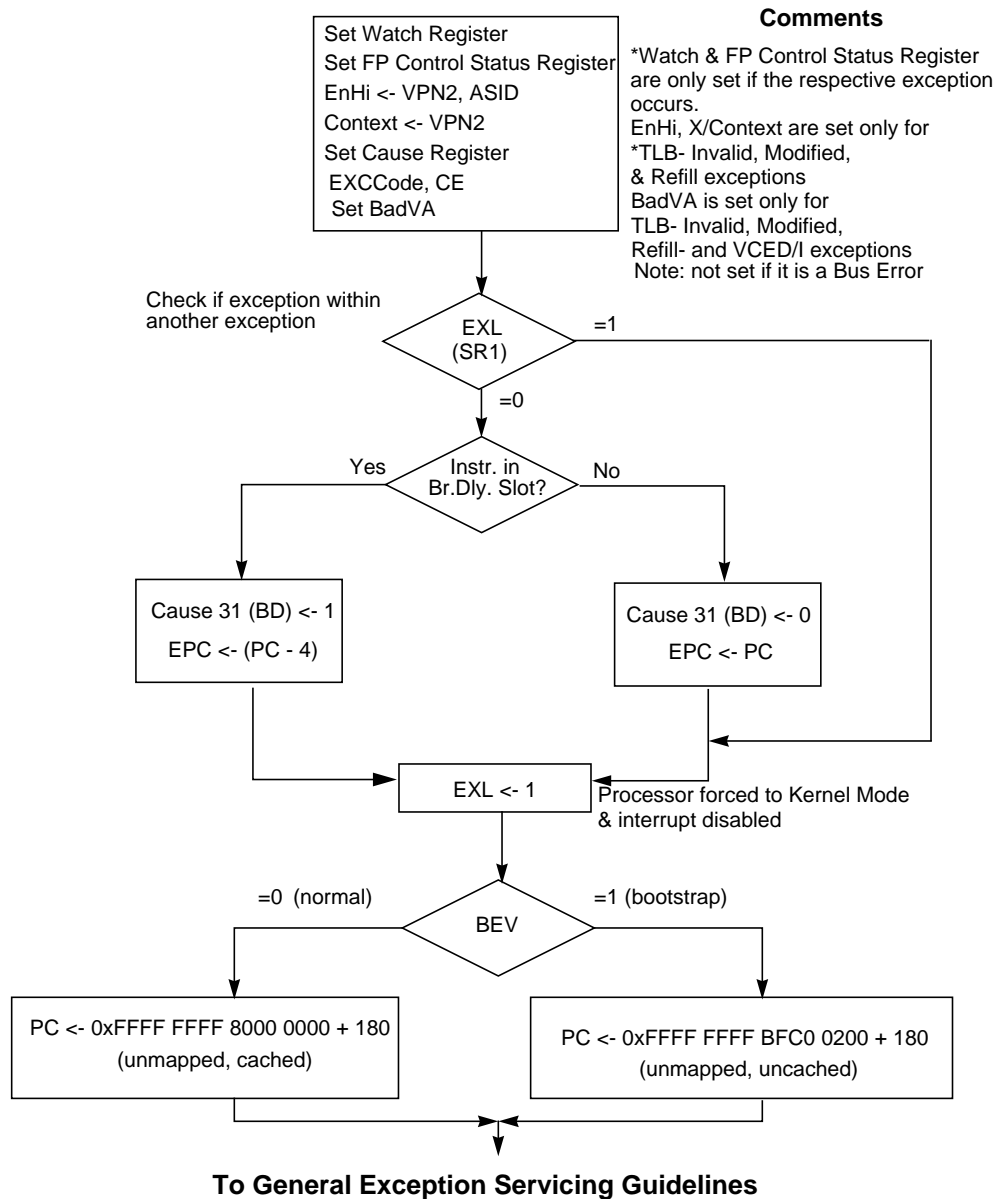 Set Watch Register
Set FP Control Status Register
EnHi <- VPN2, ASID
Context <- VPN2
Set Cause Register
EXCCode, CE
Set BadVA
Comments
*Watch & FP Control Status Register
are only set if the respective exception
occurs.
EnHi, X/Context are set only for
*TLB- Invalid, Modified,
& Refill exceptions
BadVA is set only for
TLB- Invalid, Modified,
Refill- and VCED/I exceptions
Note: not set if it is a Bus Error
Check if exception within
another exception
EXL
(SR1)
=1
=0
Yes
Instr. in
Br.Dly. Slot?
No
Cause 31 (BD) <- 1
EPC <- (PC - 4)
Cause 31 (BD) <- 0
EPC <- PC
EXL <- 1
Processor forced to Kernel Mode
& interrupt disabled
=0 (normal)
BEV
=1 (bootstrap)
PC <- 0xFFFF FFFF 8000 0000 + 180
(unmapped, cached)
PC <- 0xFFFF FFFF BFC0 0200 + 180
(unmapped, uncached)
To General Exception Servicing Guidelines